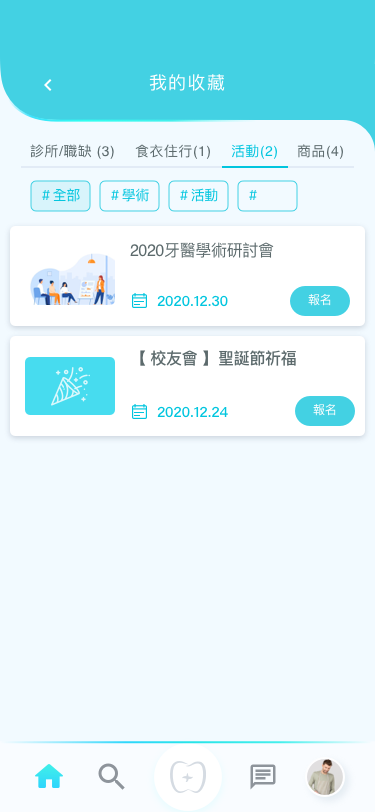 我的收藏
診所/職缺 (3) 食衣住行(1) 活動(2) 商品(4)
# 全部 # 學術 # 活動 #
2020牙醫學術研討會
2020.12.30 報名
【 校友會 】聖誕節祈福
2020.12.24 報名